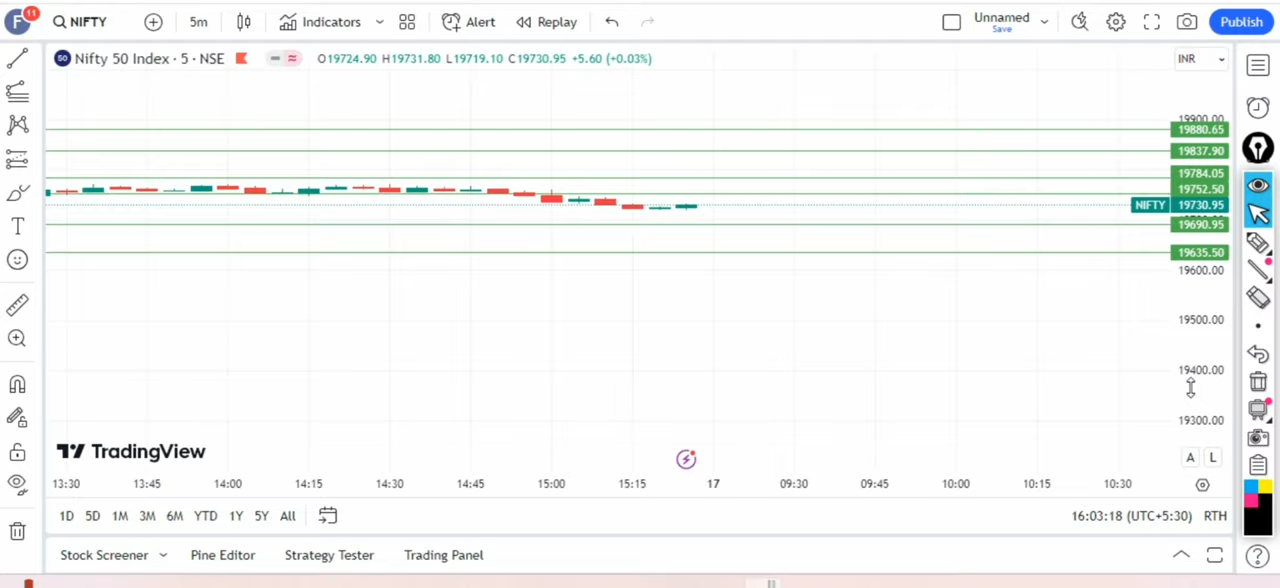 F 11 NIFTY 5m Indicators Alert Replay Unnamed Save Publish
50 Nifty 50 Index · 5 · NSE O19724.90 H19731.80 L19719.10 C19730.95 +5.60 (+0.03%) INR
19900.00
19880.65
19837.90
19784.05
19752.50
NIFTY 19730.95
19690.95
19635.50
19600.00
19500.00
19400.00
19300.00
TradingView A L
13:30 13:45 14:00 14:15 14:30 14:45 15:00 15:15 17 09:30 09:45 10:00 10:15 10:30
1D 5D 1M 3M 6M YTD 1Y 5Y All 16:03:18 (UTC+5:30) RTH
Stock Screener Pine Editor Strategy Tester Trading Panel